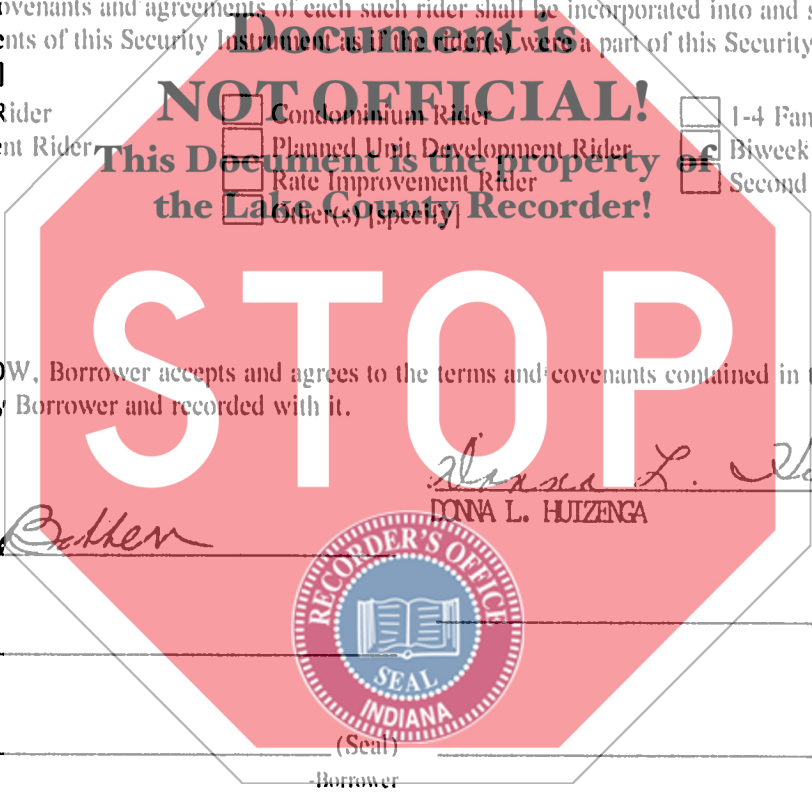 ovenants and agreements of each such rider shall be incorporated into and s
Document is
ents of this Security Instrument as if the rider(s) were a part of this Security
]
NOT OFFICIAL!
Rider Condominium Rider 1-4 Fam
nt Rider Planned Unit Development Rider Biweek
This Document is the property of
Rate Improvement Rider Second
the Lake County Recorder!
Other(s) [specify]
STOP
OW, Borrower accepts and agrees to the terms and covenants contained in t
y Borrower and recorded with it.
Donna L.
DONNA L. HUIZENGA
RECORDER'S OFFICE
SEAL
INDIANA
(Seal)
-Borrower